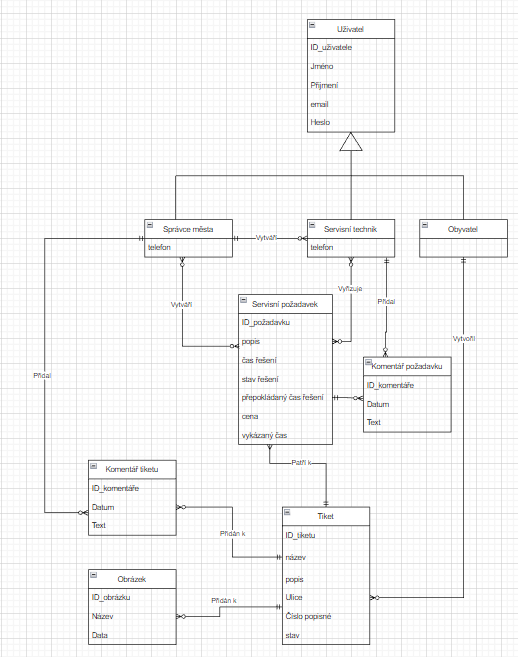 Uživatel
ID_uživatele
Jméno
Příjmení
email
Heslo
Správce města
telefon
Vytváří
Servisní technik
telefon
Obyvatel
Vytváří
Vyřizuje
Přidal
Vytvořil
Přidal
Servisní požadavek
ID_požadavku
popis
čas řešení
stav řešení
přepokládaný čas řešení
cena
vykázaný čas
Komentář požadavku
ID_komentáře
Datum
Text
Patří k
Komentář tiketu
ID_komentáře
Datum
Text
Přidán k
Tiket
ID_tiketu
název
popis
Ulice
Číslo popisné
stav
Obrázek
ID_obrázku
Název
Data
Přidán k